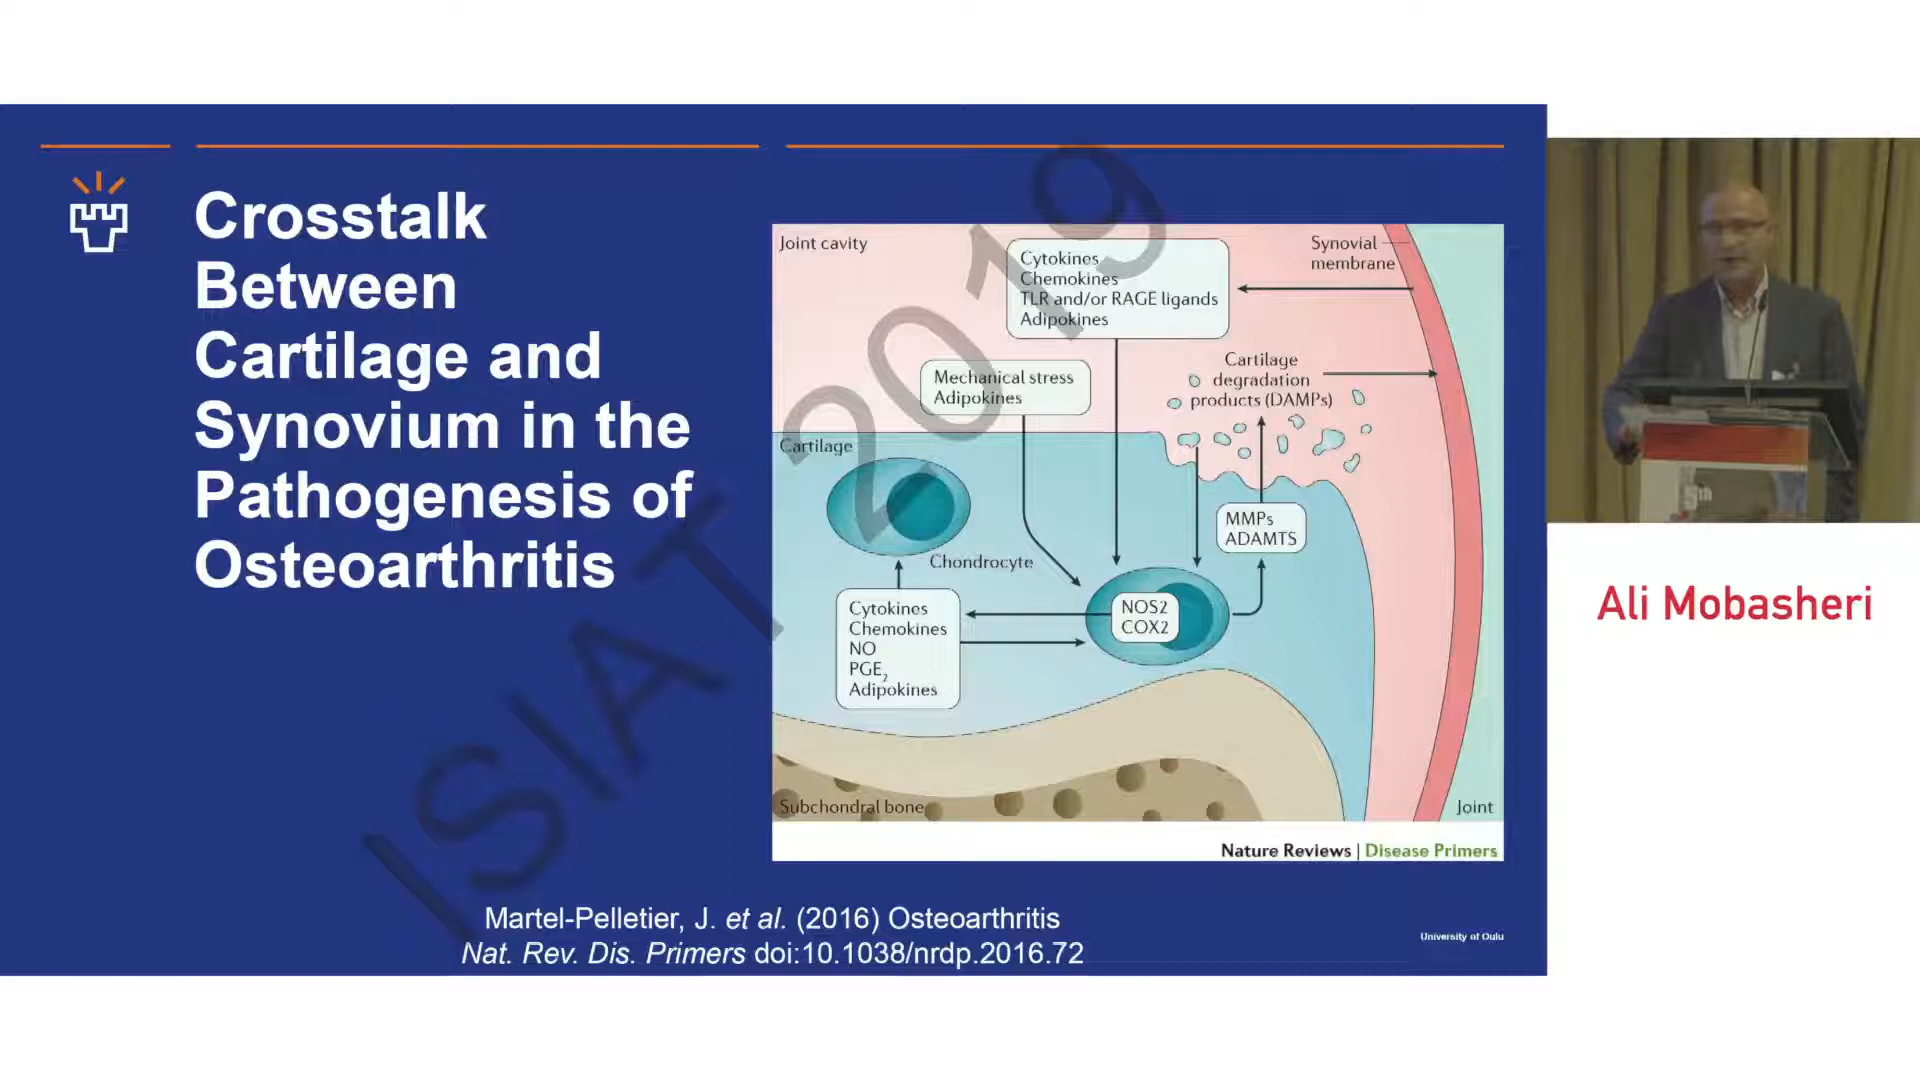 Crosstalk
Between
Cartilage and
Synovium in the
Pathogenesis of
Osteoarthritis
Joint cavity
Cytokines
Chemokines
TLR and/or RAGE ligands
Adipokines
Synovial
membrane
Mechanical stress
Adipokines
Cartilage
degradation
products (DAMPs)
Cartilage
Chondrocyte
MMPs
ADAMTS
Cytokines
Chemokines
NO
PGE₂
Adipokines
NOS2
COX2
Subchondral bone
Joint
Nature Reviews | Disease Primers
Martel-Pelletier, J. et al. (2016) Osteoarthritis
Nat. Rev. Dis. Primers doi:10.1038/nrdp.2016.72
University of Oulu
ISIAT 2019
5th
Ali Mobasheri